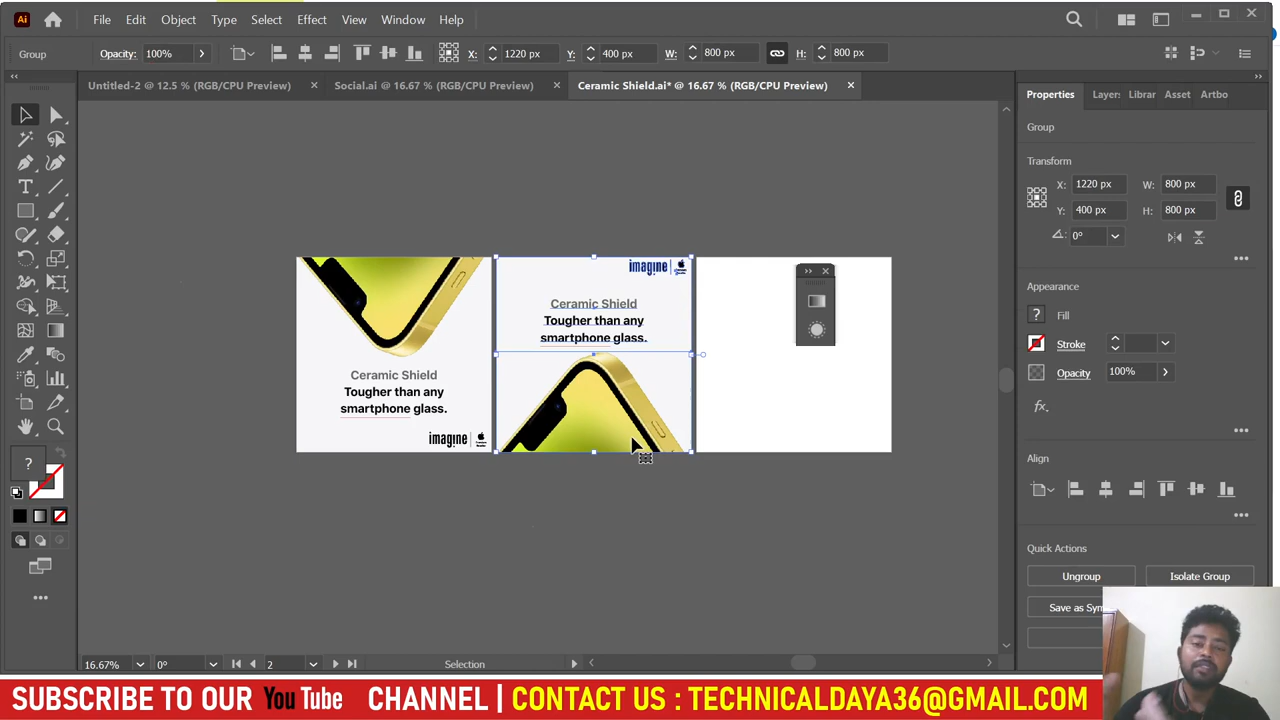 Ai File Edit Object Type Select Effect View Window Help
Group Opacity: 100% X: 1220 px Y: 400 px W: 800 px H: 800 px
Untitled-2 @ 12.5 % (RGB/CPU Preview) Social.ai @ 16.67 % (RGB/CPU Preview) Ceramic Shield.ai* @ 16.67 % (RGB/CPU Preview)
Properties Layer: Librar Asset Artbo
Group
Transform
X: 1220 px W: 800 px
Y: 400 px H: 800 px
0°
Appearance
? Fill
Stroke
Opacity 100%
fx.
Align
Quick Actions
Ungroup Isolate Group
Save as Sym
Ceramic Shield
Tougher than any
smartphone glass.
imagine
imagine
Ceramic Shield
Tougher than any
smartphone glass.
?
16.67% 0° 2 Selection
SUBSCRIBE TO OUR YouTube CHANNEL | CONTACT US : TECHNICALDAYA36@GMAIL.COM